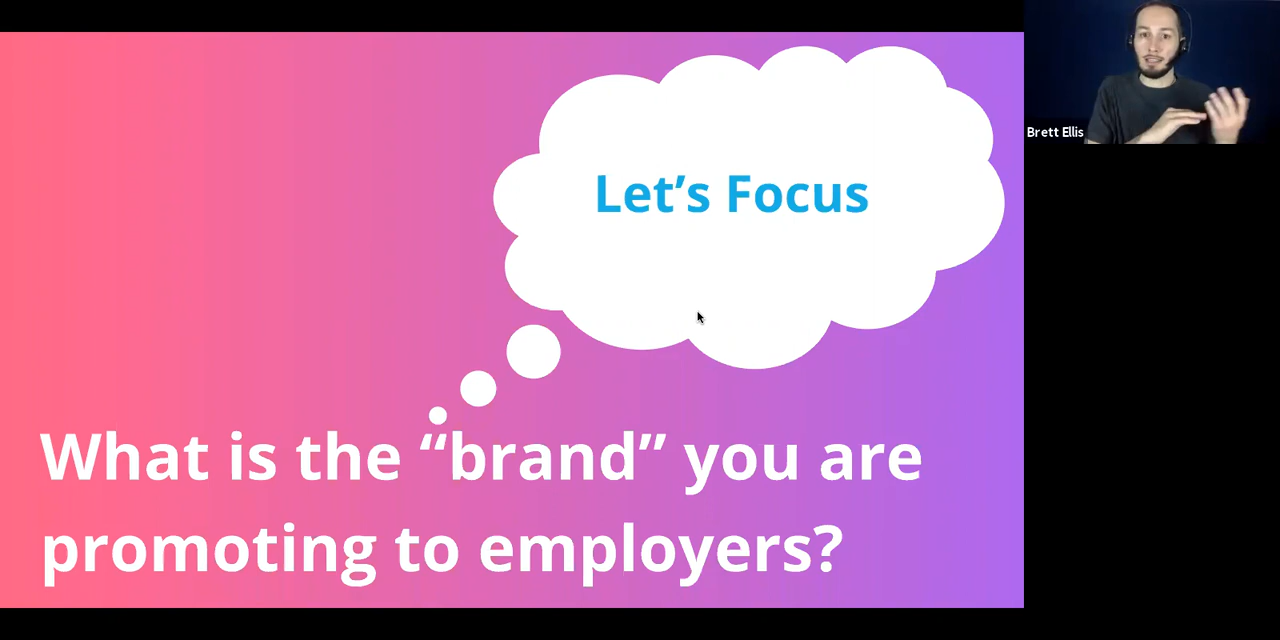 Let’s Focus
Brett Ellis
What is the “brand” you are
promoting to employers?